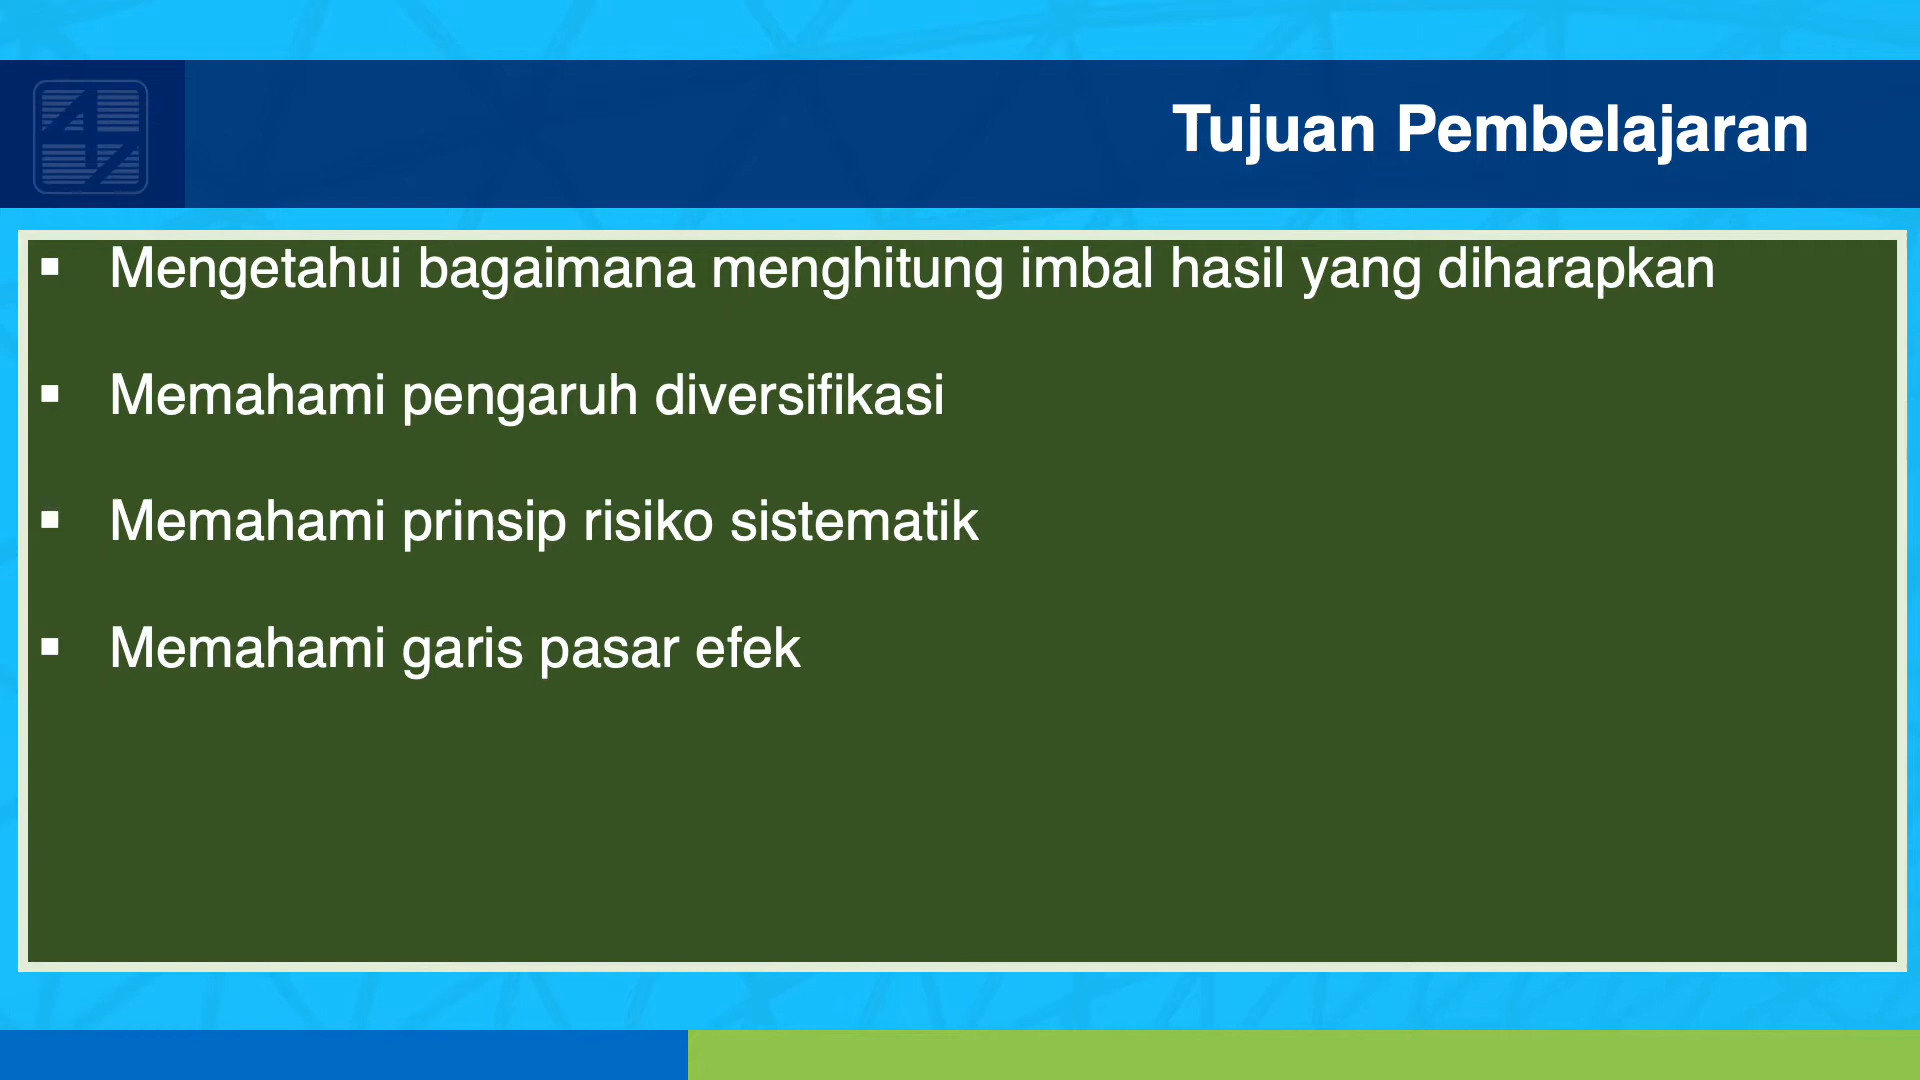 Tujuan Pembelajaran
▪ Mengetahui bagaimana menghitung imbal hasil yang diharapkan
▪ Memahami pengaruh diversifikasi
▪ Memahami prinsip risiko sistematik
▪ Memahami garis pasar efek